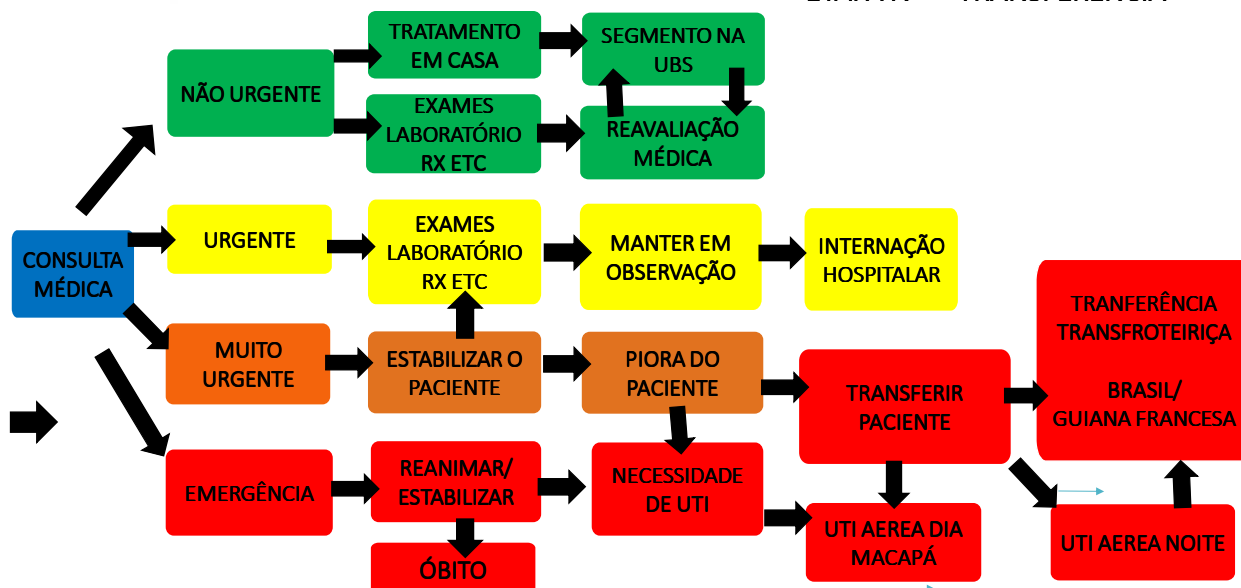 TRATAMENTO
EM CASA
SEGMENTO NA
UBS
NÃO URGENTE
EXAMES
LABORATÓRIO
RX ETC
REAVALIAÇÃO
MÉDICA
CONSULTA
MÉDICA
URGENTE
EXAMES
LABORATÓRIO
RX ETC
MANTER EM
OBSERVAÇÃO
INTERNAÇÃO
HOSPITALAR
MUITO
URGENTE
ESTABILIZAR O
PACIENTE
PIORA DO
PACIENTE
TRANSFERIR
PACIENTE
TRANFERÊNCIA
TRANSFROTEIRIÇA
BRASIL/
GUIANA FRANCESA
EMERGÊNCIA
REANIMAR/
ESTABILIZAR
NECESSIDADE
DE UTI
UTI AEREA DIA
MACAPÁ
UTI AEREA NOITE
ÓBITO